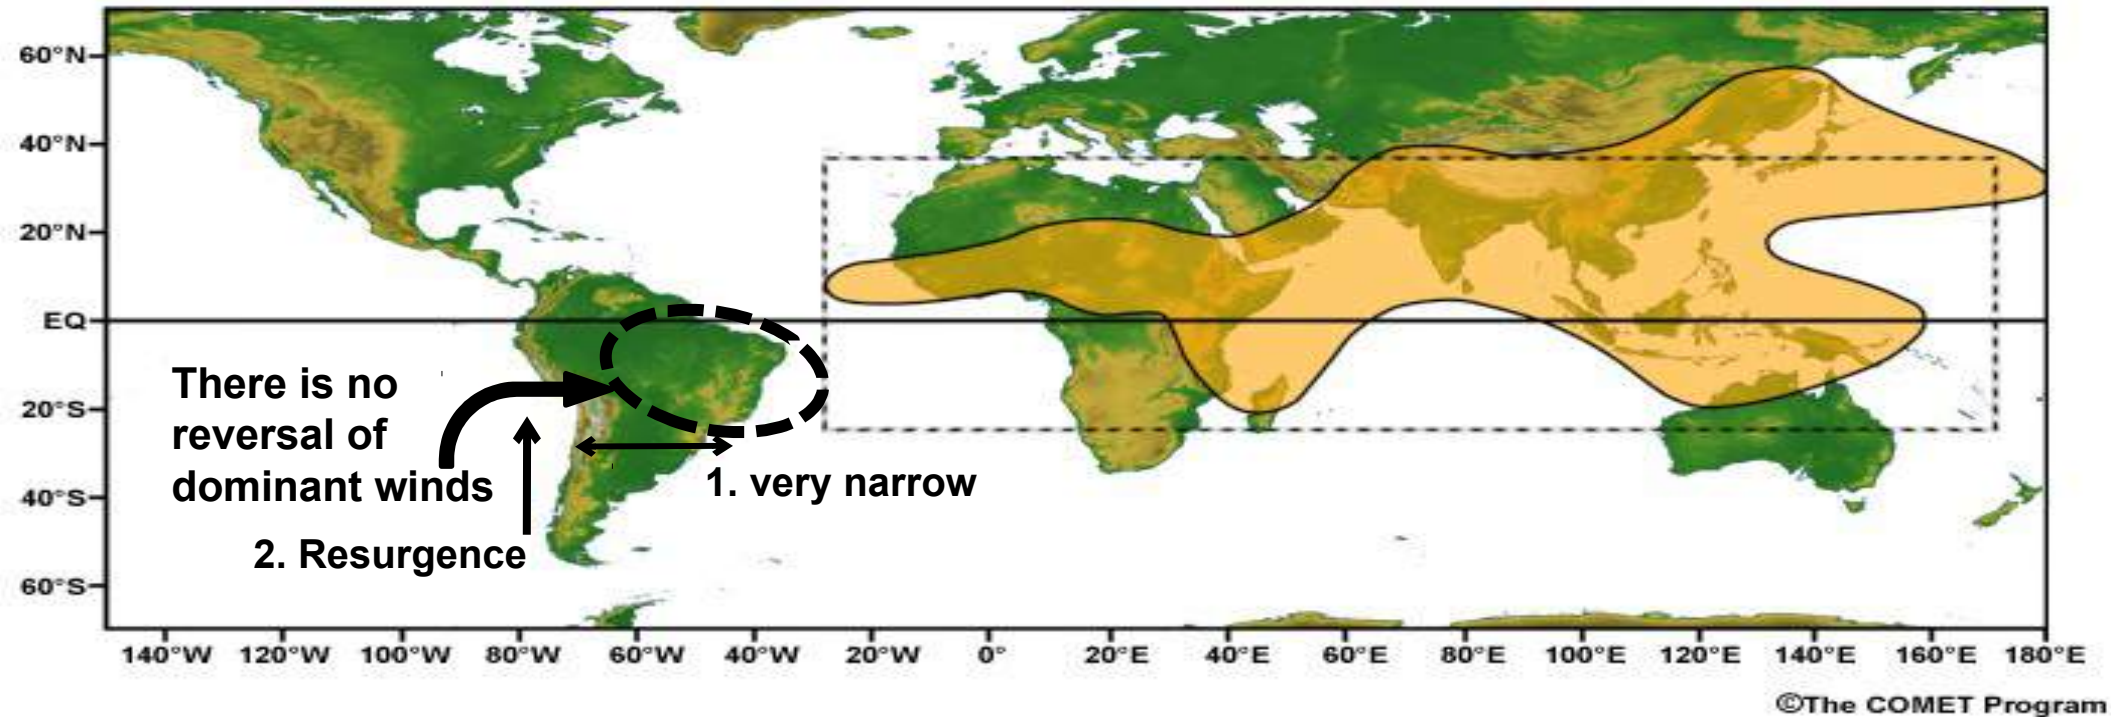 60°N
40°N
20°N
EQ
20°S
40°S
60°S
There is no
reversal of
dominant winds
1. very narrow
2. Resurgence
140°W 120°W 100°W 80°W 60°W 40°W 20°W 0° 20°E 40°E 60°E 80°E 100°E 120°E 140°E 160°E 180°E
©The COMET Program